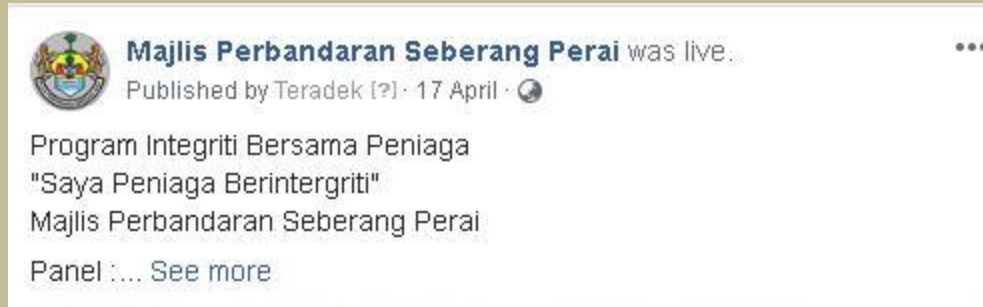 Majlis Perbandaran Seberang Perai was live.
Published by Teradek [?] · 17 April ·
Program Integriti Bersama Peniaga
"Saya Peniaga Berintergriti"
Majlis Perbandaran Seberang Perai
Panel :... See more